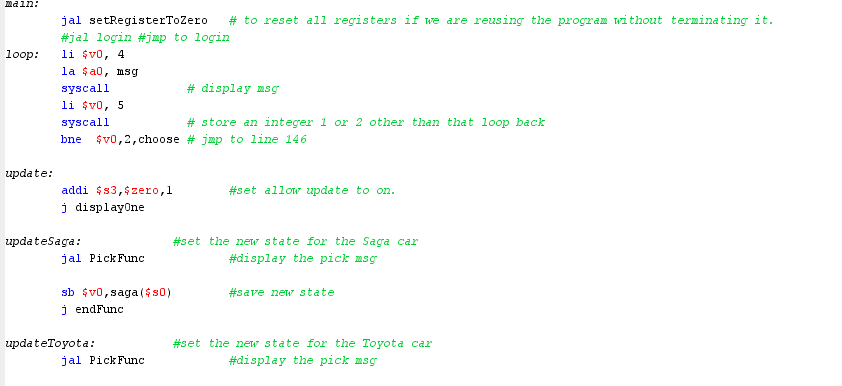 main:
jal setRegisterToZero # to reset all registers if we are reusing the program without terminating it.
#jal login #jmp to login
loop: li $v0, 4
la $a0, msg
syscall # display msg
li $v0, 5
syscall # store an integer 1 or 2 other than that loop back
bne $v0,2,choose # jmp to line 146
update:
addi $s3,$zero,1 #set allow update to on.
j displayOne
updateSaga: #set the new state for the Saga car
jal PickFunc #display the pick msg
sb $v0,saga($s0) #save new state
j endFunc
updateToyota: #set the new state for the Toyota car
jal PickFunc #display the pick msg